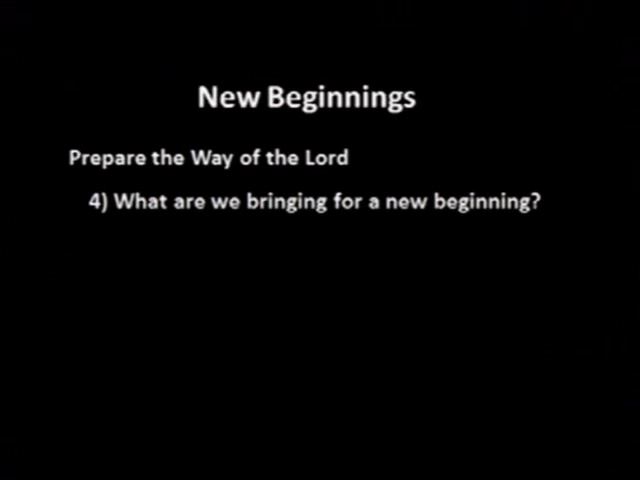 New Beginnings
Prepare the Way of the Lord
4) What are we bringing for a new beginning?